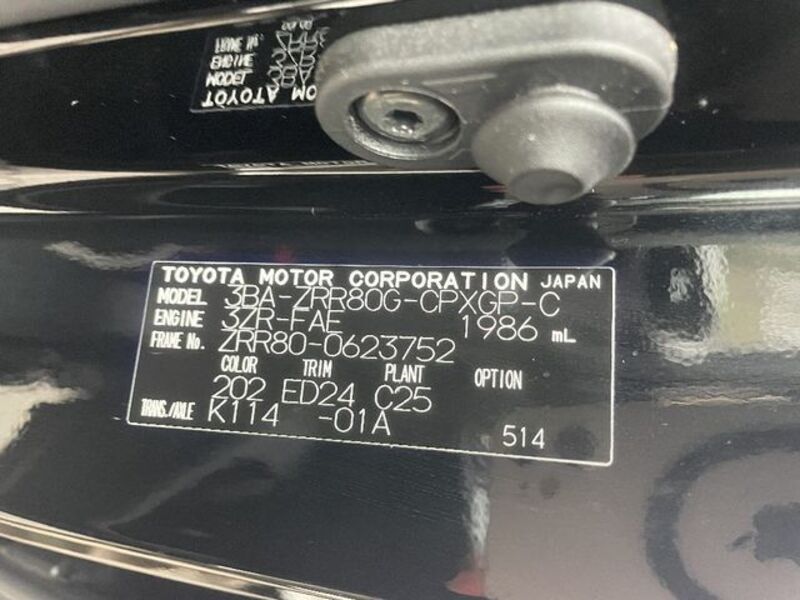 TOYOTA MOTOR CORPORATION JAPAN
MODEL 3BA-ZRR80G-CPXGP-C
ENGINE 3ZR-FAE 1986 mL
FRAME No. ZRR80-0623752
COLOR TRIM PLANT OPTION
202 ED24 C25
TRANS./AXLE K114 -01A
514